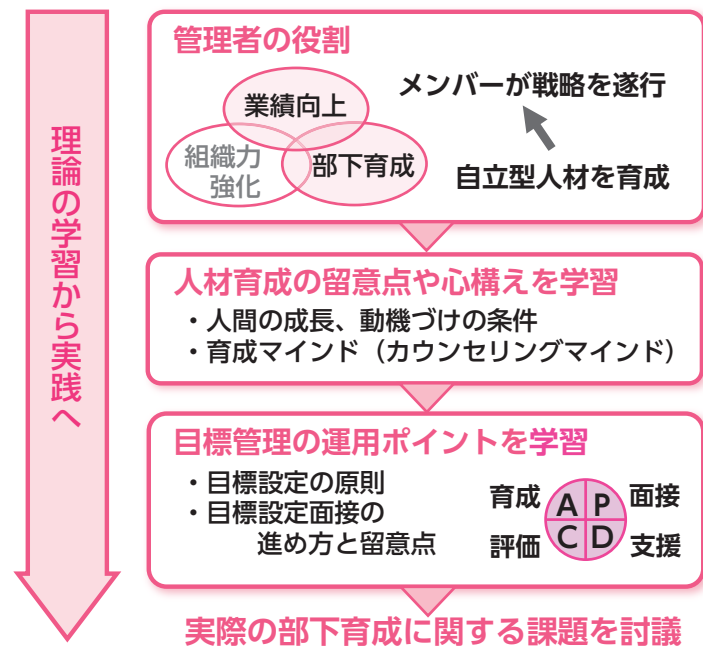 理論の学習から実践へ
管理者の役割
業績向上
組織力
強化
部下育成
メンバーが戦略を遂行
自立型人材を育成
人材育成の留意点や心構えを学習
・人間の成長、動機づけの条件
・育成マインド（カウンセリングマインド）
目標管理の運用ポイントを学習
・目標設定の原則
・目標設定面接の
進め方と留意点
育成 A P 面接
評価 C D 支援
実際の部下育成に関する課題を討議